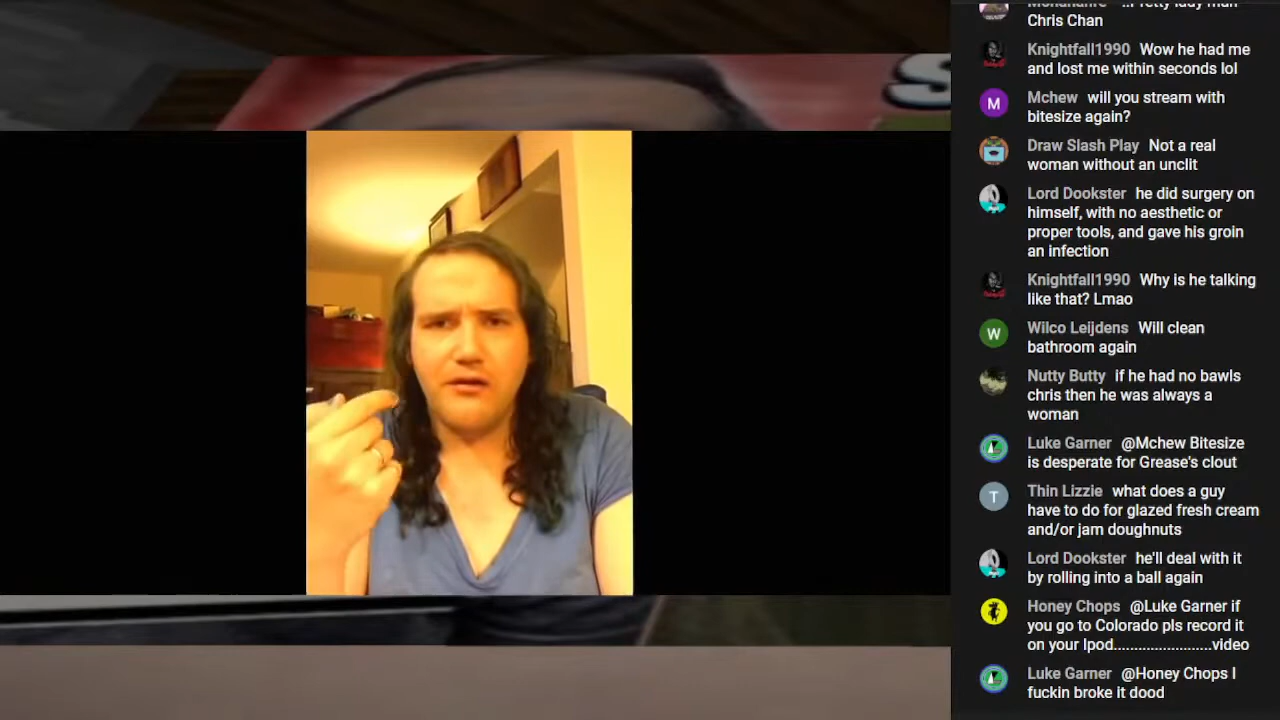 S
Chris Chan
Knightfall1990 Wow he had me
and lost me within seconds lol
M Mchew will you stream with
bitesize again?
Draw Slash Play Not a real
woman without an unclit
Lord Dookster he did surgery on
himself, with no aesthetic or
proper tools, and gave his groin
an infection
Knightfall1990 Why is he talking
like that? Lmao
W Wilco Leijdens Will clean
bathroom again
Nutty Butty if he had no bawls
chris then he was always a
woman
Luke Garner @Mchew Bitesize
is desperate for Grease's clout
T Thin Lizzie what does a guy
have to do for glazed fresh cream
and/or jam doughnuts
Lord Dookster he'll deal with it
by rolling into a ball again
Honey Chops @Luke Garner if
you go to Colorado pls record it
on your Ipod........................video
Luke Garner @Honey Chops I
fuckin broke it dood